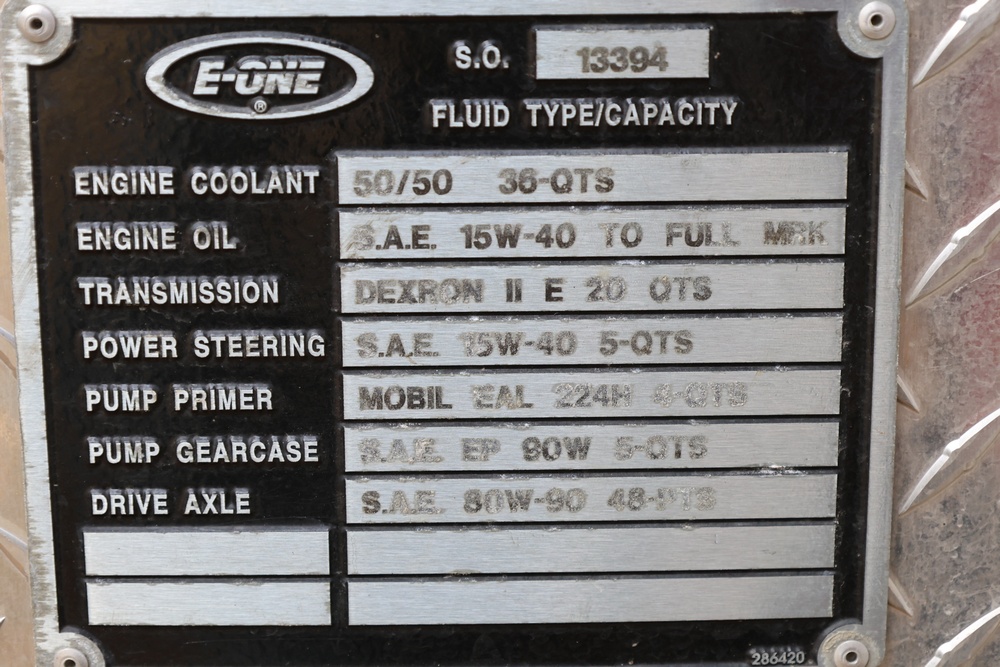 E-ONE
®
S.O. 13394
FLUID TYPE/CAPACITY
ENGINE COOLANT 50/50 36-QTS
ENGINE OIL S.A.E. 15W-40 TO FULL MRK
TRANSMISSION DEXRON II E 20 QTS
POWER STEERING S.A.E. 15W-40 5-QTS
PUMP PRIMER MOBIL EAL 224H 8-QTS
PUMP GEARCASE S.A.E. EP 90W 5-QTS
DRIVE AXLE S.A.E. 80W-90
286420